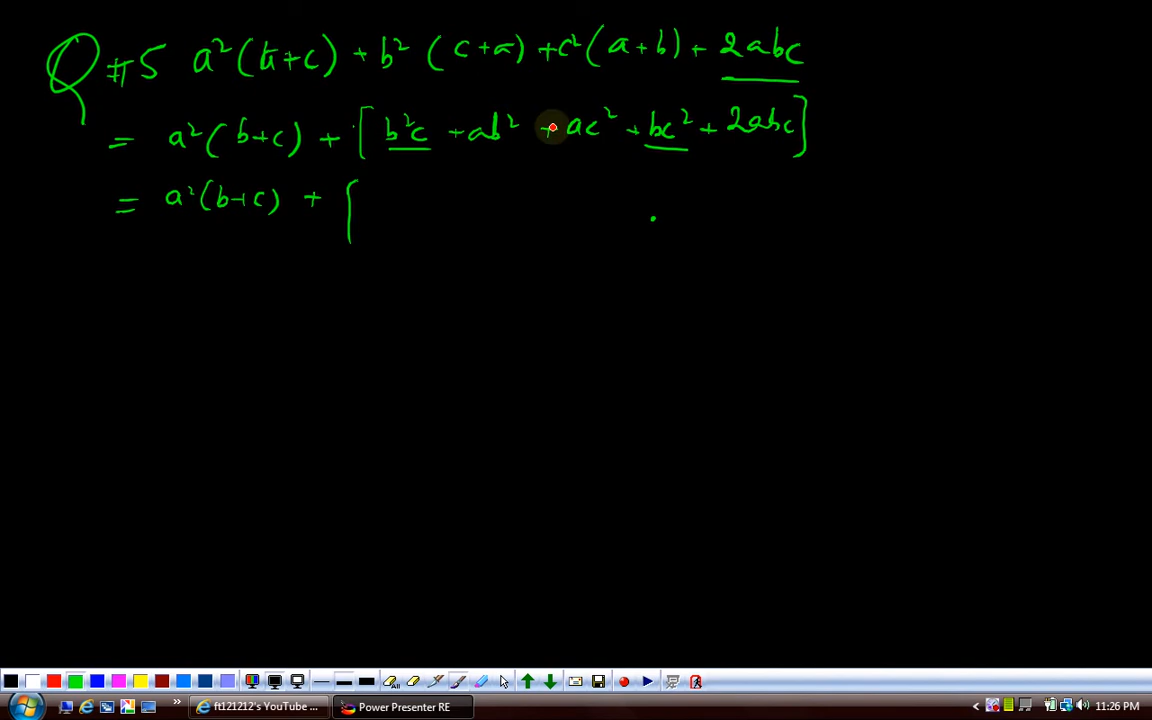 Q #5 a²(b+c) + b² (c+a) + c² (a+b) + 2abc
= a²(b+c) + [b²c + ab² + ac² + bc² + 2abc]
= a²(b+c) + [
ft121212's YouTube ...
Power Presenter RE
11:26 PM